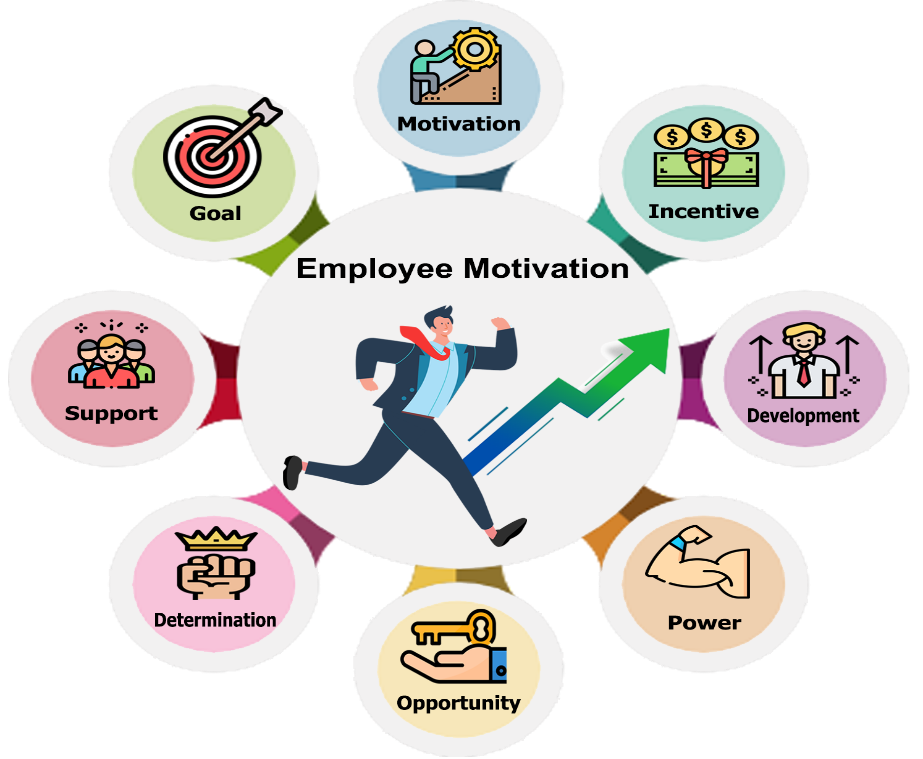 Motivation
Goal
Incentive
Employee Motivation
Support
Development
Determination
Power
Opportunity